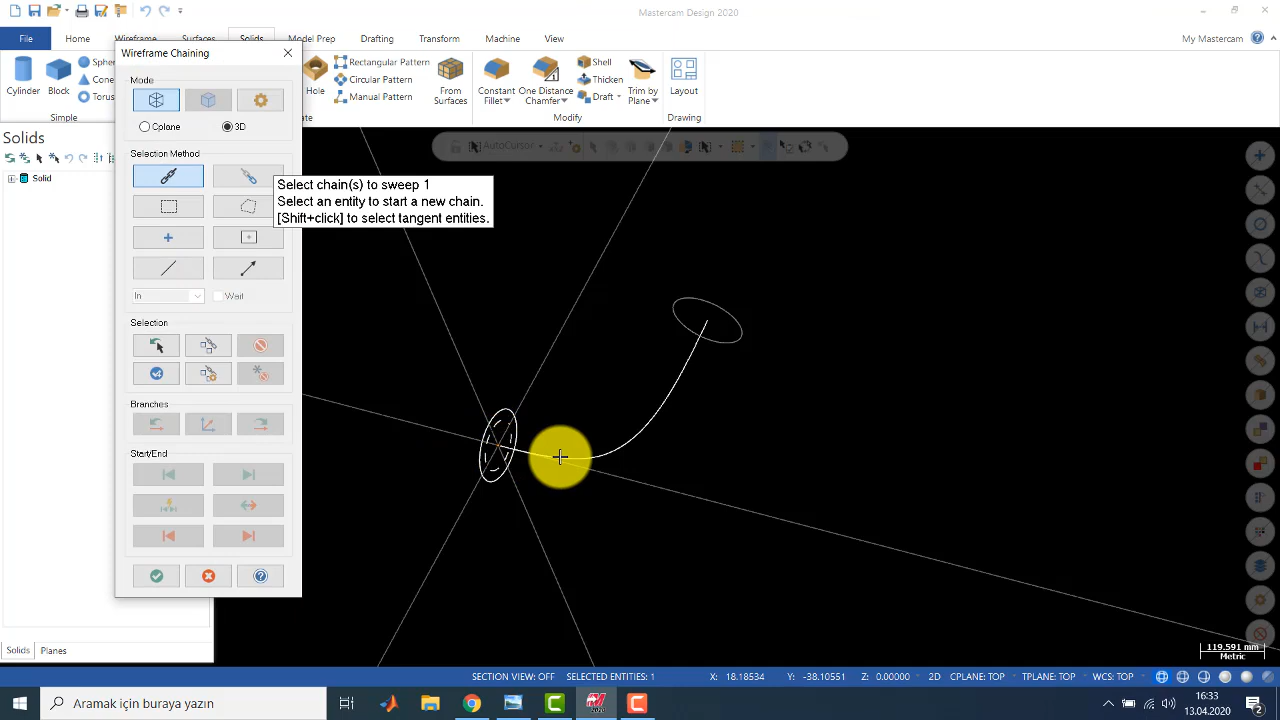 Mastercam Design 2020
File
Home
Wireframe
Surfaces
Solids
Model Prep
Drafting
Transform
Machine
View
My Mastercam
Wireframe Chaining
Mode
Cplane
3D
Selection Method
In
Wait
Selection
Branches
Start/End
Cylinder
Block
Simple
Hole
Rectangular Pattern
Circular Pattern
Manual Pattern
From
Surfaces
Constant
Fillet
One Distance
Chamfer
Shell
Thicken
Draft
Trim by
Plane
Modify
Layout
Drawing
Solids
Solid
AutoCursor
Select chain(s) to sweep 1
Select an entity to start a new chain.
[Shift+click] to select tangent entities.
119.591 mm
Metric
Solids
Planes
SECTION VIEW: OFF
SELECTED ENTITIES: 1
X: 18.18534
Y: -38.10551
Z: 0.00000
2D
CPLANE: TOP
TPLANE: TOP
WCS: TOP
Aramak için buraya yazın
2020
16:33
13.04.2020
2